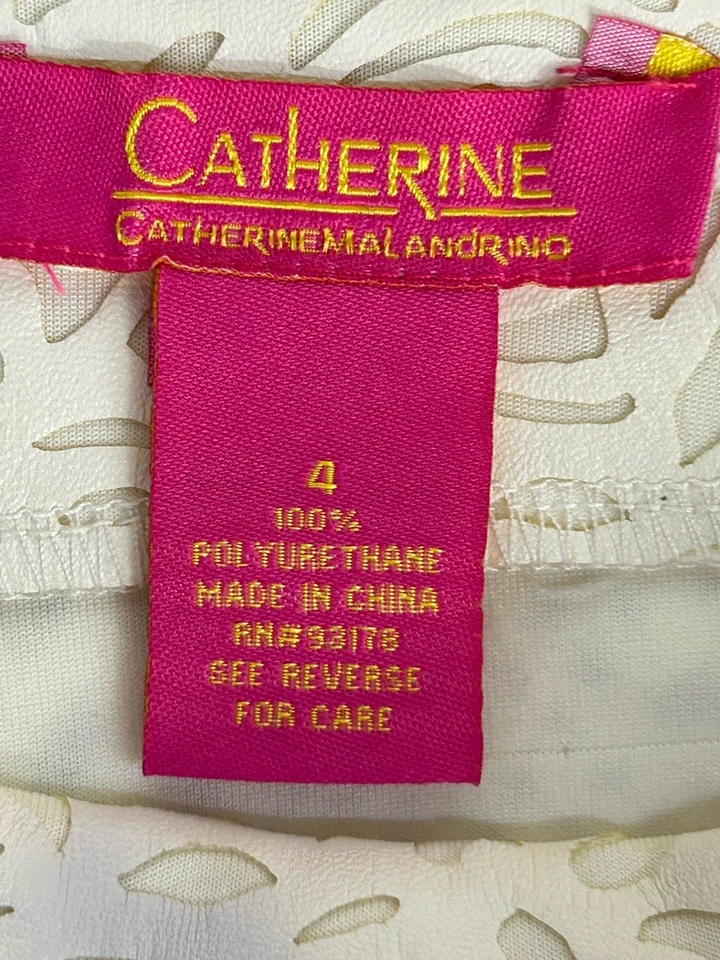 CATHERINE
CATHERINEMALANDRINO
4
100%
POLYURETHANE
MADE IN CHINA
RN#93178
SEE REVERSE
FOR CARE